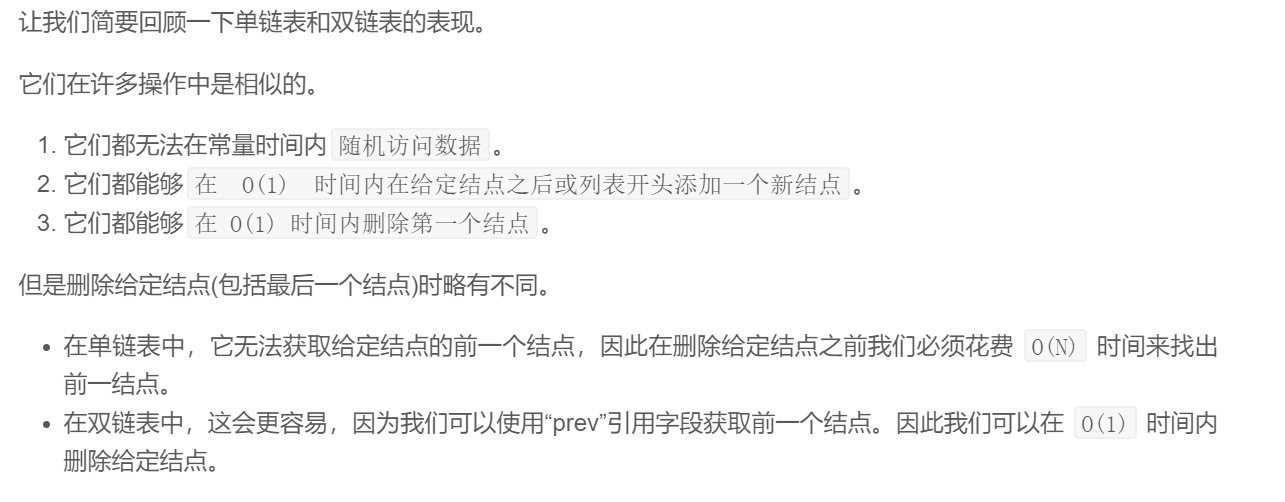 让我们简要回顾一下单链表和双链表的表现。
它们在许多操作中是相似的。
1. 它们都无法在常量时间内 随机访问数据 。
2. 它们都能够 在 O(1) 时间内在给定结点之后或列表开头添加一个新结点 。
3. 它们都能够 在 O(1) 时间内删除第一个结点 。
但是删除给定结点(包括最后一个结点)时略有不同。
• 在单链表中，它无法获取给定结点的前一个结点，因此在删除给定结点之前我们必须花费 O(N) 时间来找出
前一结点。
• 在双链表中，这会更容易，因为我们可以使用“prev”引用字段获取前一个结点。因此我们可以在 O(1) 时间内
删除给定结点。